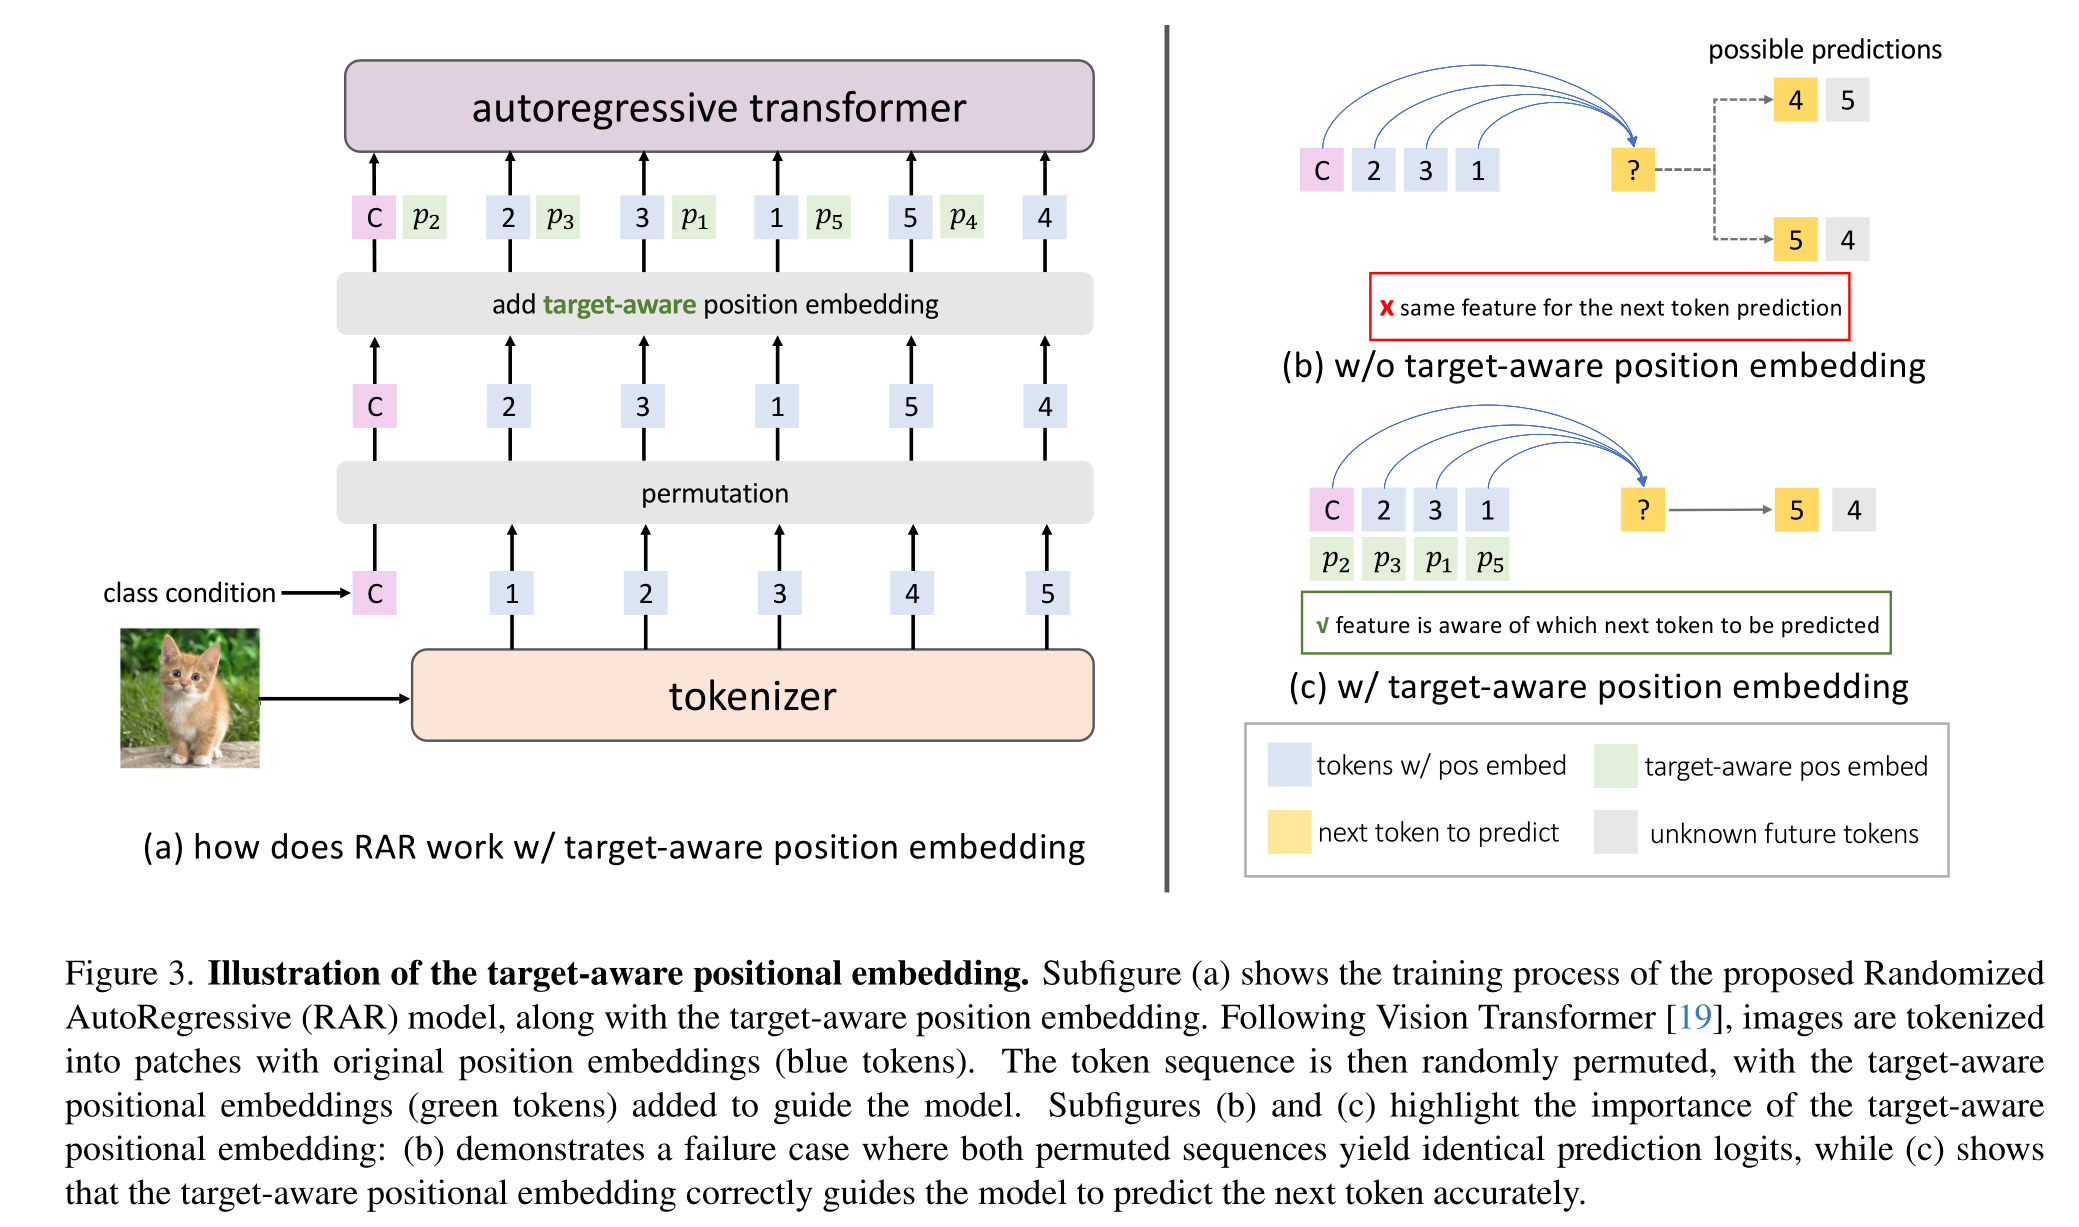 autoregressive transformer
C p2 2 p3 3 p1 1 p5 5 p4 4
add target-aware position embedding
C 2 3 1 5 4
permutation
class condition C 1 2 3 4 5
tokenizer
(a) how does RAR work w/ target-aware position embedding
possible predictions
4 5
C 2 3 1 ?
5 4
X same feature for the next token prediction
(b) w/o target-aware position embedding
C 2 3 1 ? 5 4
p2 p3 p1 p5
√ feature is aware of which next token to be predicted
(c) w/ target-aware position embedding
tokens w/ pos embed target-aware pos embed
next token to predict unknown future tokens
Figure 3. Illustration of the target-aware positional embedding. Subfigure (a) shows the training process of the proposed Randomized
AutoRegressive (RAR) model, along with the target-aware position embedding. Following Vision Transformer [19], images are tokenized
into patches with original position embeddings (blue tokens). The token sequence is then randomly permuted, with the target-aware
positional embeddings (green tokens) added to guide the model. Subfigures (b) and (c) highlight the importance of the target-aware
positional embedding: (b) demonstrates a failure case where both permuted sequences yield identical prediction logits, while (c) shows
that the target-aware positional embedding correctly guides the model to predict the next token accurately.